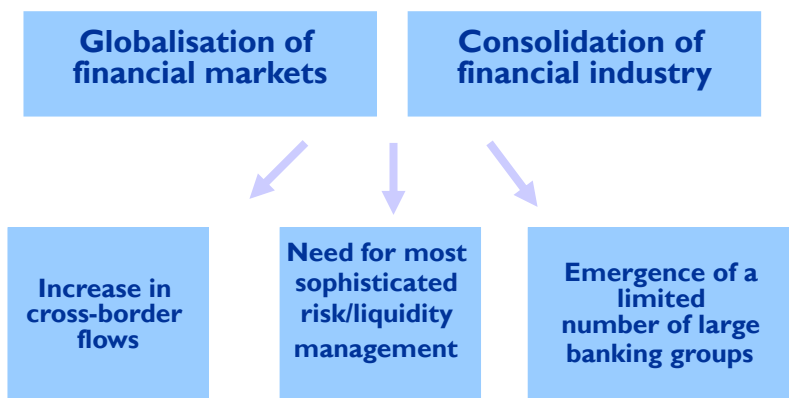 Globalisation of
financial markets
Consolidation of
financial industry
Increase in
cross-border
flows
Need for most
sophisticated
risk/liquidity
management
Emergence of a
limited
number of large
banking groups